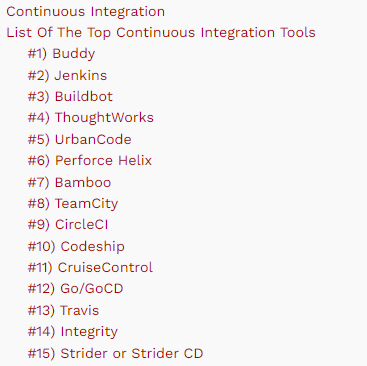 Continuous Integration
List Of The Top Continuous Integration Tools
#1) Buddy
#2) Jenkins
#3) Buildbot
#4) ThoughtWorks
#5) UrbanCode
#6) Perforce Helix
#7) Bamboo
#8) TeamCity
#9) CircleCI
#10) Codeship
#11) CruiseControl
#12) Go/GoCD
#13) Travis
#14) Integrity
#15) Strider or Strider CD